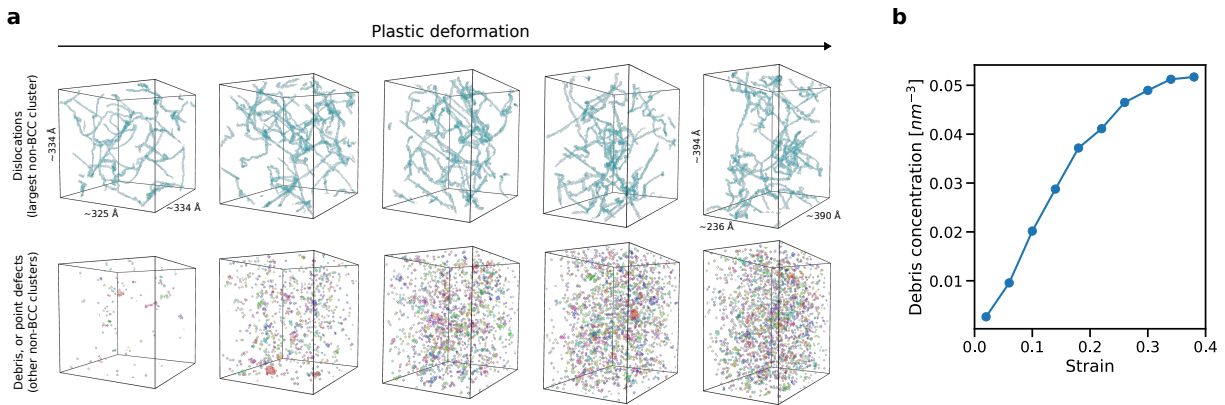 a
Plastic deformation
Dislocations
(largest non-BCC cluster)
~334 Å
~325 Å
~334 Å
~394 Å
~236 Å
~390 Å
Debris, or point defects
(other non-BCC clusters)
b
Debris concentration [nm⁻³]
0.05
0.04
0.03
0.02
0.01
0.0
0.1
0.2
0.3
0.4
Strain